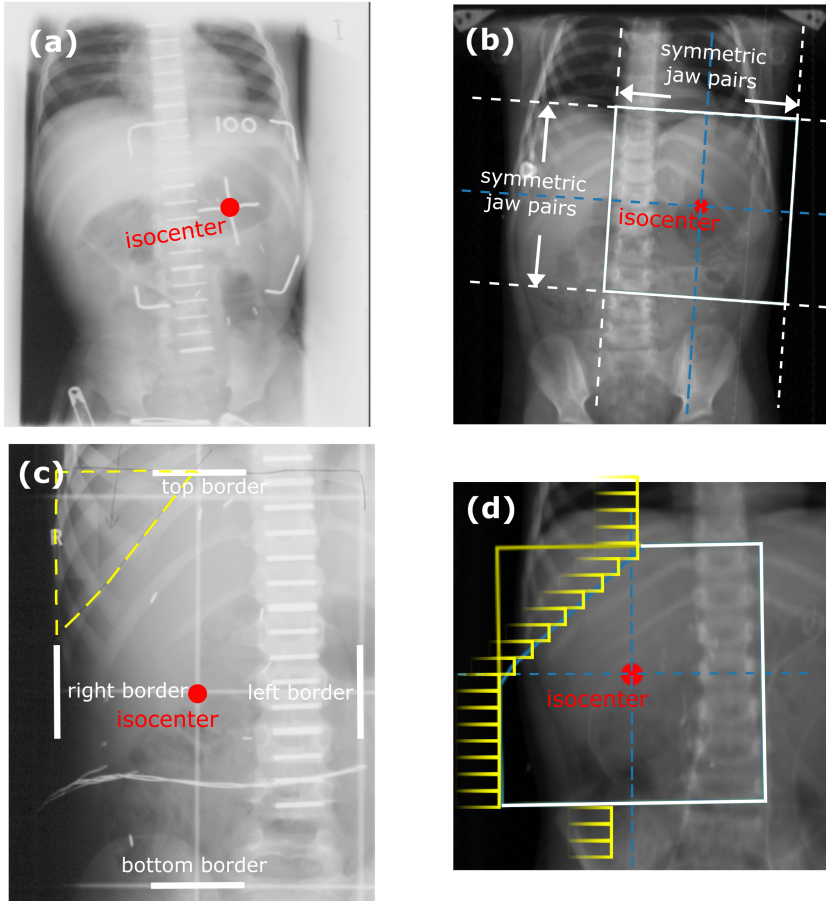 (a)
I
100
isocenter
(b)
symmetric
jaw pairs
symmetric
jaw pairs
isocenter
(c)
top border
R
right border
left border
isocenter
bottom border
(d)
isocenter